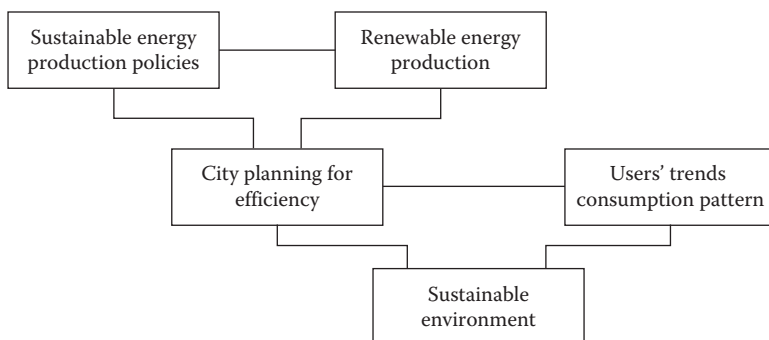 Sustainable energy
production policies
Renewable energy
production
City planning for
efficiency
Users’ trends
consumption pattern
Sustainable
environment